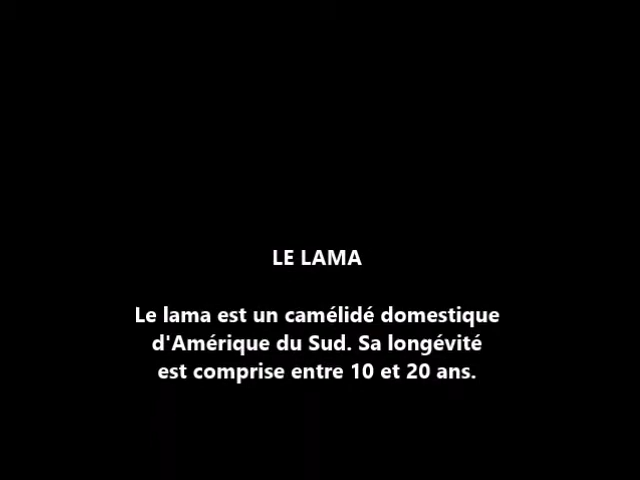 LE LAMA
Le lama est un camélidé domestique
d'Amérique du Sud. Sa longévité
est comprise entre 10 et 20 ans.